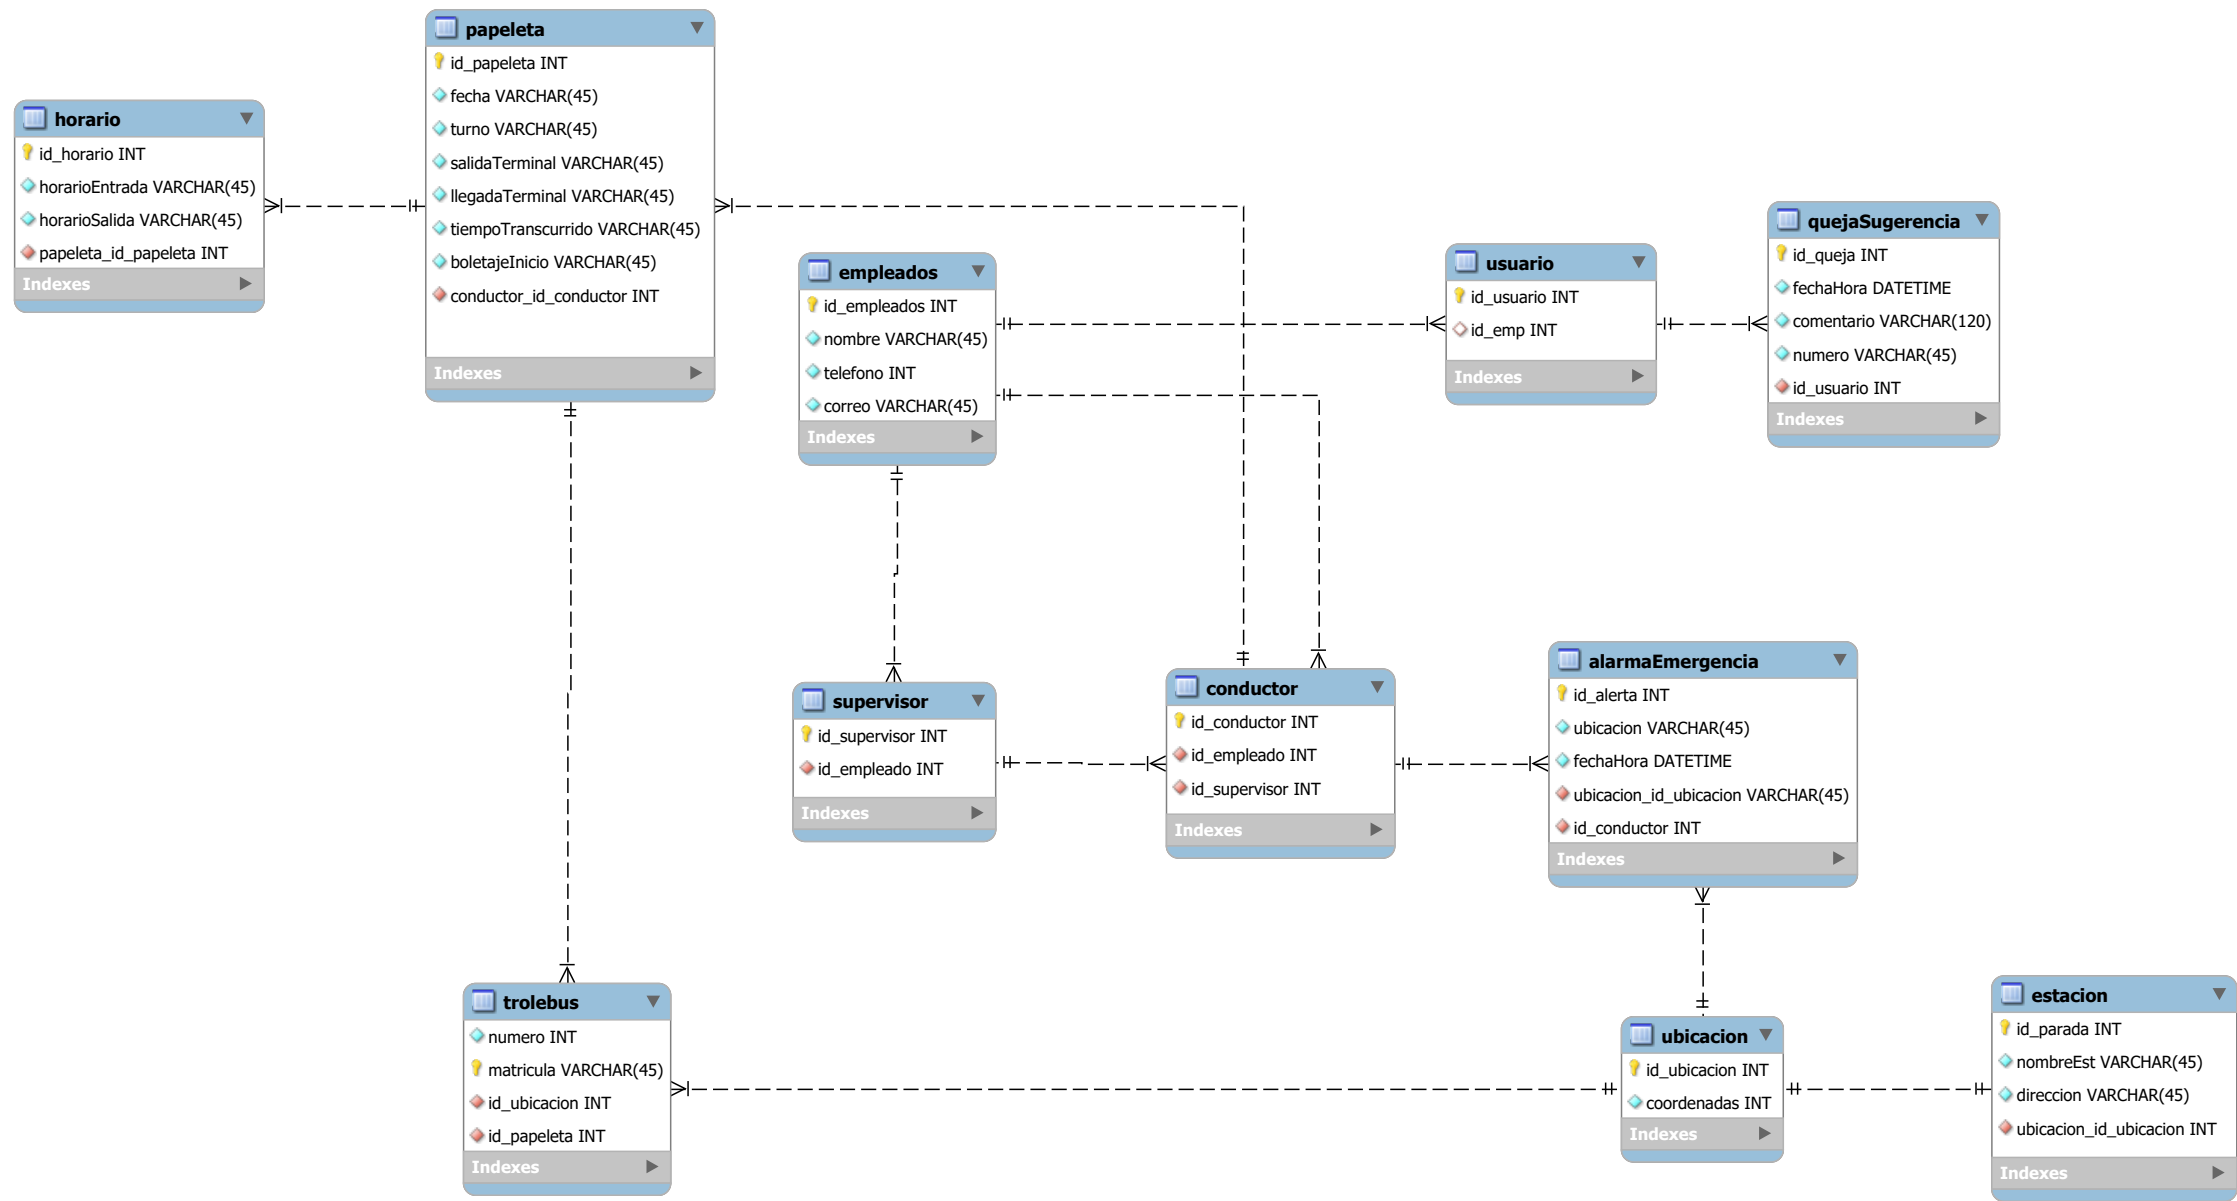 papeleta
id_papeleta INT
fecha VARCHAR(45)
turno VARCHAR(45)
salidaTerminal VARCHAR(45)
llegadaTerminal VARCHAR(45)
tiempoTranscurrido VARCHAR(45)
boletajeInicio VARCHAR(45)
conductor_id_conductor INT
Indexes
horario
id_horario INT
horarioEntrada VARCHAR(45)
horarioSalida VARCHAR(45)
papeleta_id_papeleta INT
Indexes
empleados
id_empleados INT
nombre VARCHAR(45)
telefono INT
correo VARCHAR(45)
Indexes
usuario
id_usuario INT
id_emp INT
Indexes
quejaSugerencia
id_queja INT
fechaHora DATETIME
comentario VARCHAR(120)
numero VARCHAR(45)
id_usuario INT
Indexes
supervisor
id_supervisor INT
id_empleado INT
Indexes
conductor
id_conductor INT
id_empleado INT
id_supervisor INT
Indexes
alarmaEmergencia
id_alerta INT
ubicacion VARCHAR(45)
fechaHora DATETIME
ubicacion_id_ubicacion VARCHAR(45)
id_conductor INT
Indexes
trolebus
numero INT
matricula VARCHAR(45)
id_ubicacion INT
id_papeleta INT
Indexes
ubicacion
id_ubicacion INT
coordenadas INT
Indexes
estacion
id_parada INT
nombreEst VARCHAR(45)
direccion VARCHAR(45)
ubicacion_id_ubicacion INT
Indexes